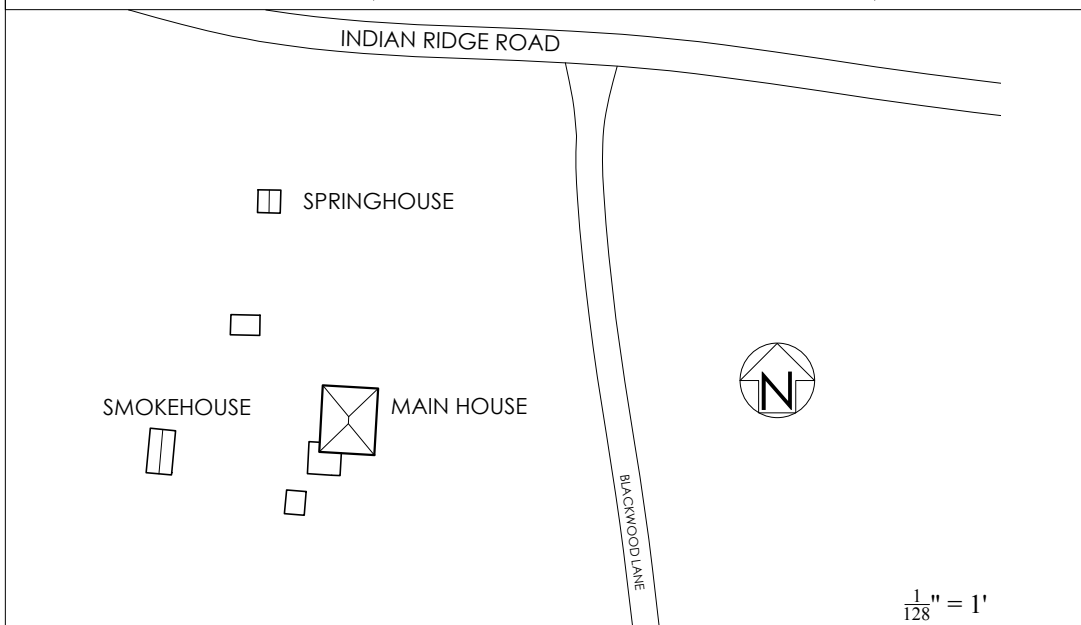 INDIAN RIDGE ROAD
SPRINGHOUSE
SMOKEHOUSE
MAIN HOUSE
N
BLACKWOOD LANE
1/128" = 1'